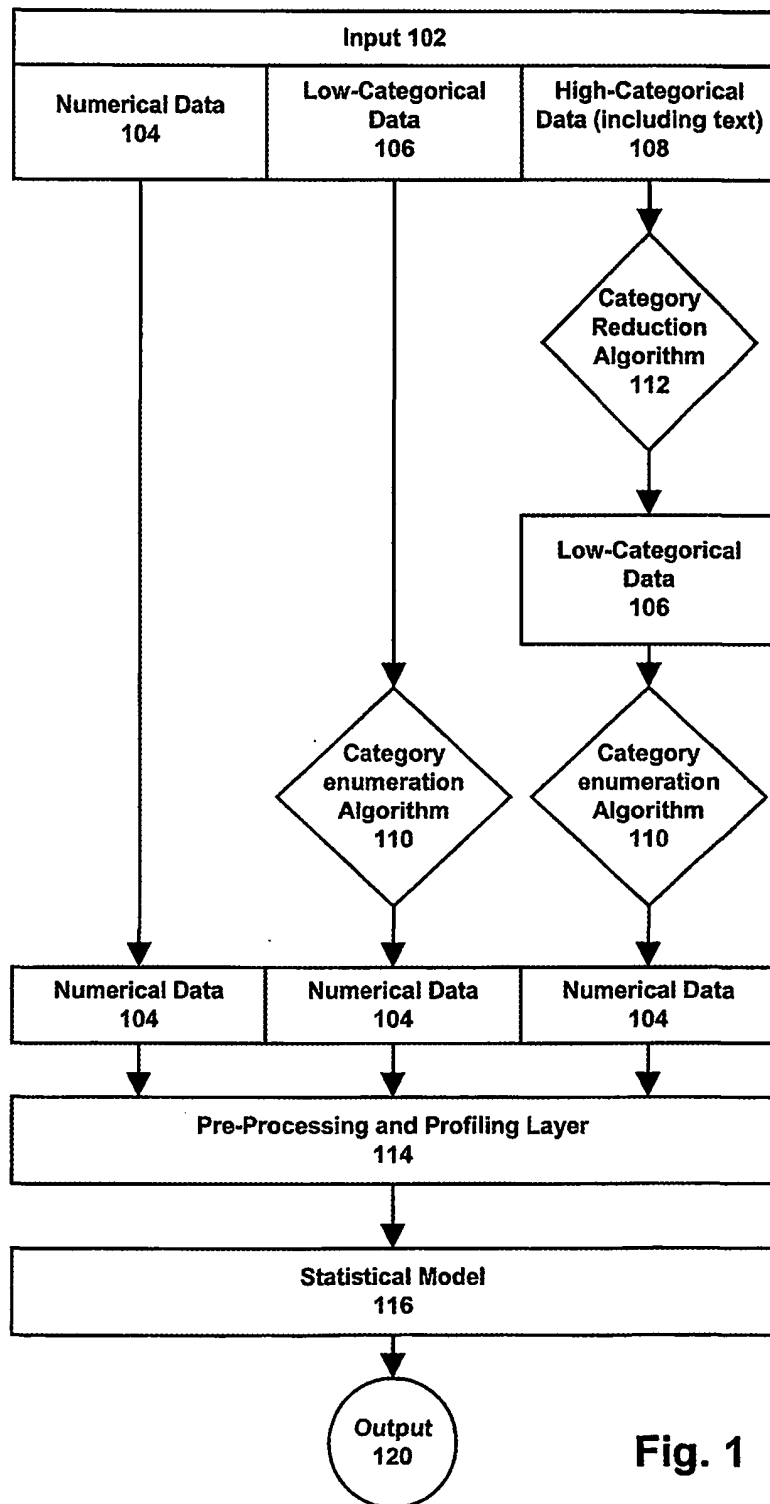 Input 102
Numerical Data
104
Low-Categorical
Data
106
High-Categorical
Data (including text)
108
Category
Reduction
Algorithm
112
Low-Categorical
Data
106
Category
enumeration
Algorithm
110
Category
enumeration
Algorithm
110
Numerical Data
104
Numerical Data
104
Numerical Data
104
Pre-Processing and Profiling Layer
114
Statistical Model
116
Output
120
Fig. 1